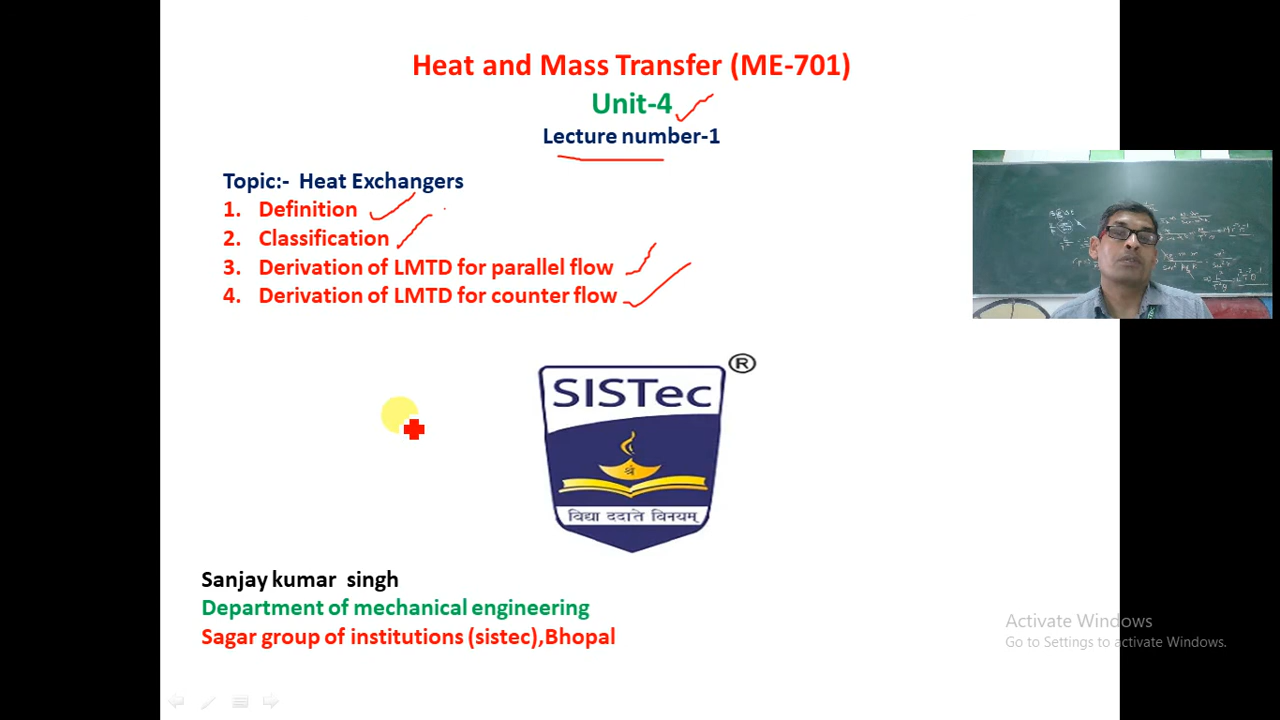 Heat and Mass Transfer (ME-701)
Unit-4
Lecture number-1
Topic:- Heat Exchangers
1. Definition
2. Classification
3. Derivation of LMTD for parallel flow
4. Derivation of LMTD for counter flow
®
SISTec
श्री
विद्या ददाते विनयम्
Sanjay kumar singh
Department of mechanical engineering
Sagar group of institutions (sistec),Bhopal
Activate Windows
Go to Settings to activate Windows.